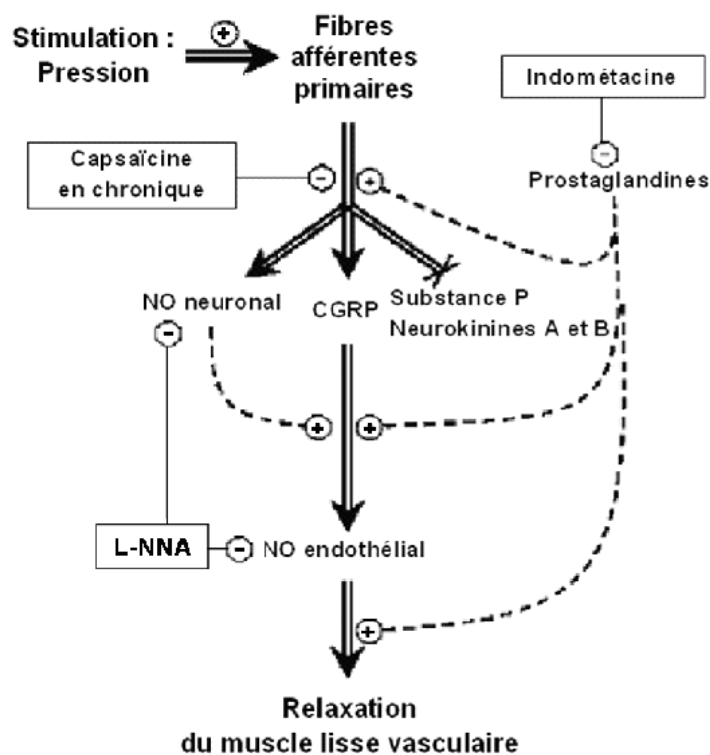 Stimulation :
Pression
+
Fibres
afférentes
primaires
Indométacine
-
Prostaglandines
Capsaïcine
en chronique
-
+
NO neuronal
-
CGRP
Substance P
Neurokinines A et B
+
+
L-NNA
-
NO endothélial
+
Relaxation
du muscle lisse vasculaire